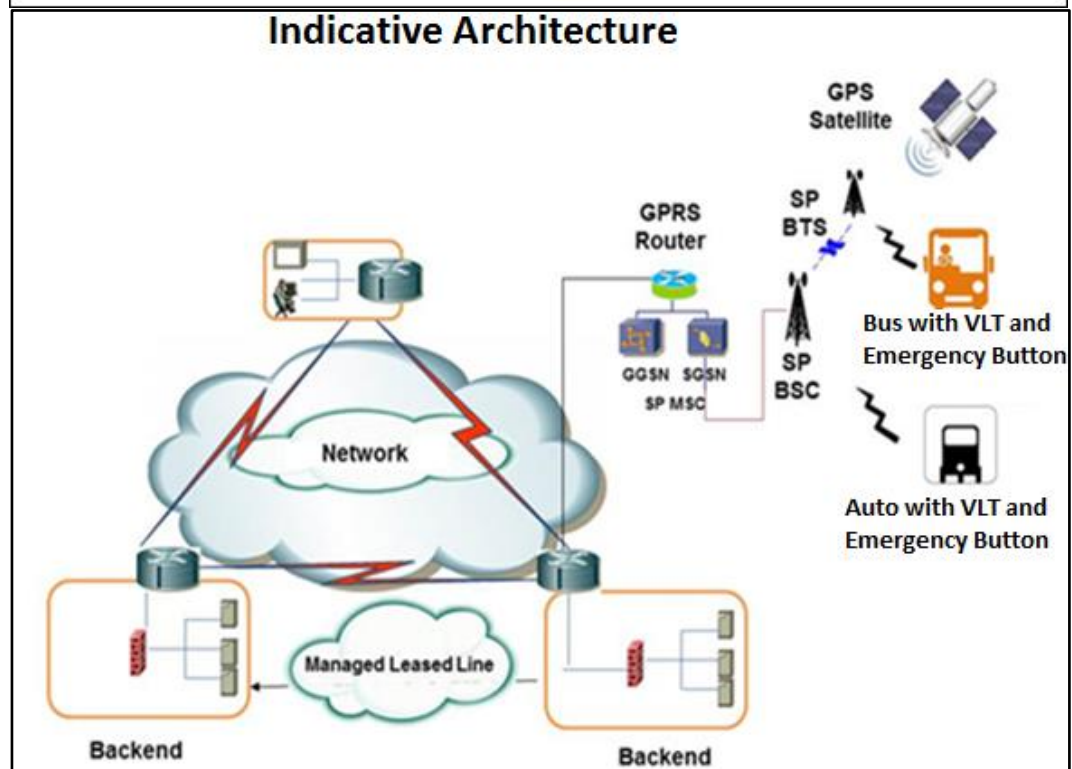 Indicative Architecture
GPS
Satellite
SP
BTS
GPRS
Router
Bus with VLT and
Emergency Button
GGSN
SGSN
SP MSC
SP
BSC
Network
Auto with VLT and
Emergency Button
Managed Leased Line
Backend
Backend